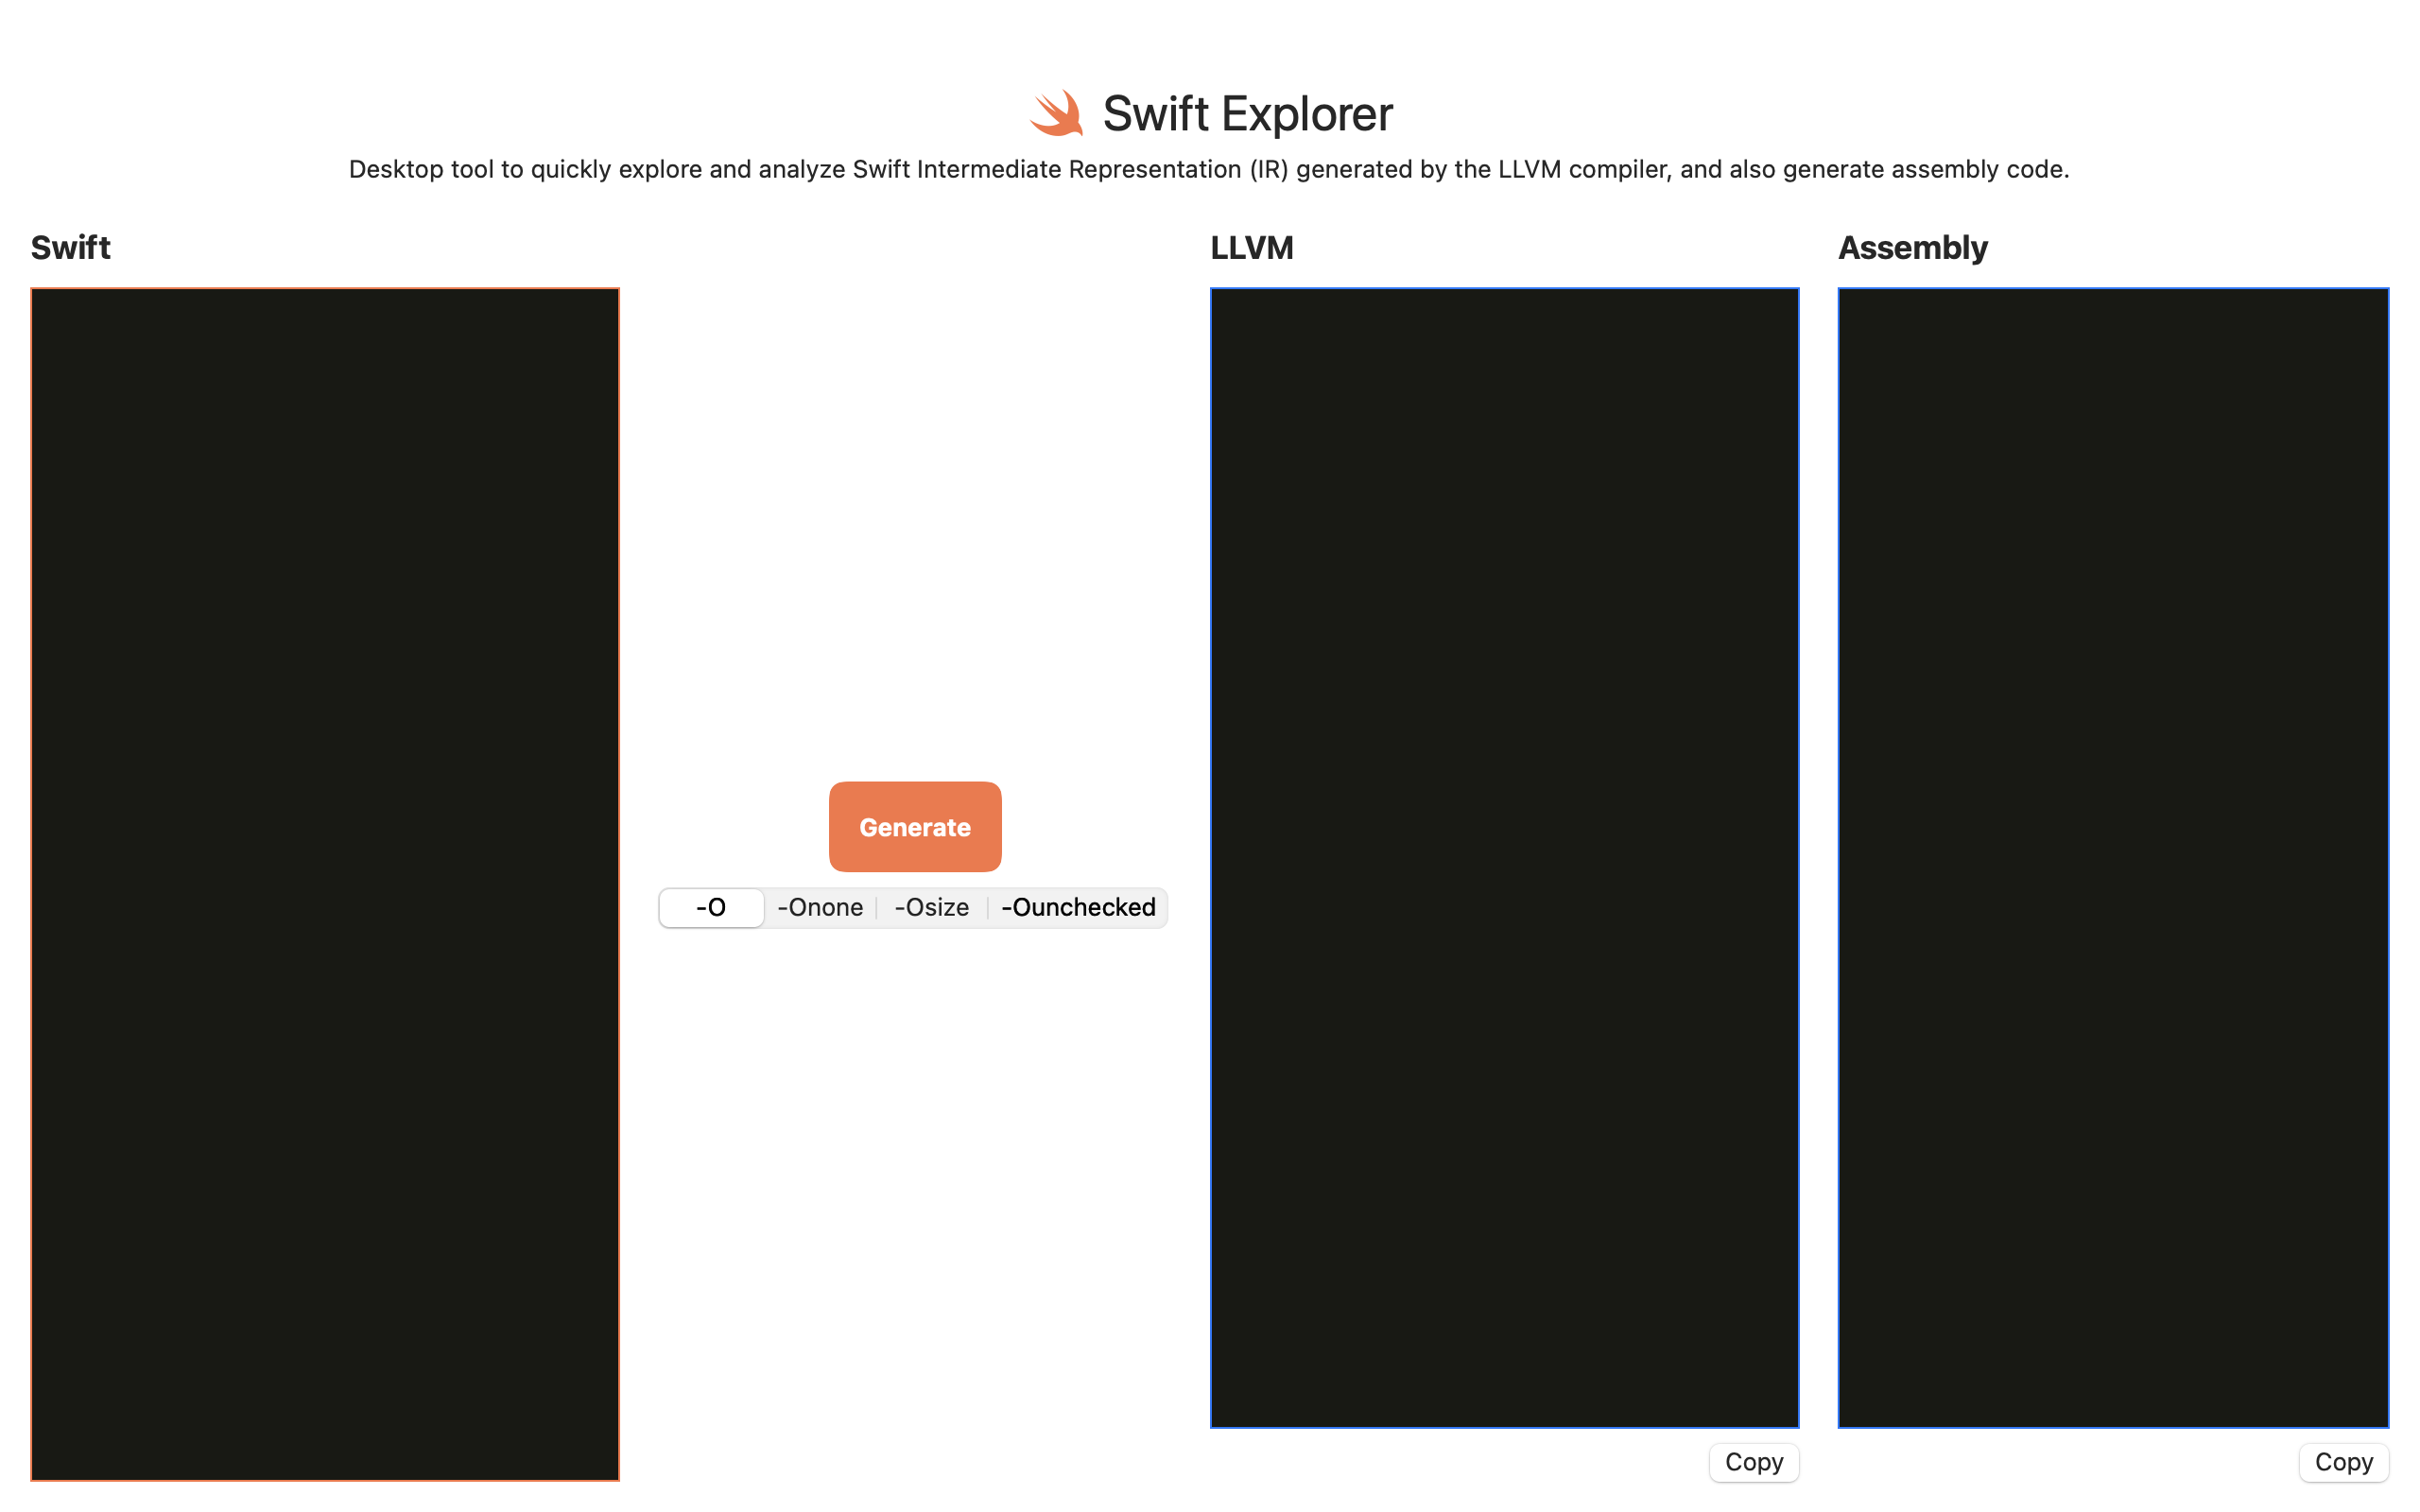 Swift Explorer
Desktop tool to quickly explore and analyze Swift Intermediate Representation (IR) generated by the LLVM compiler, and also generate assembly code.
Swift
LLVM
Assembly
Generate
-O -Onone -Osize -Ounchecked
Copy
Copy